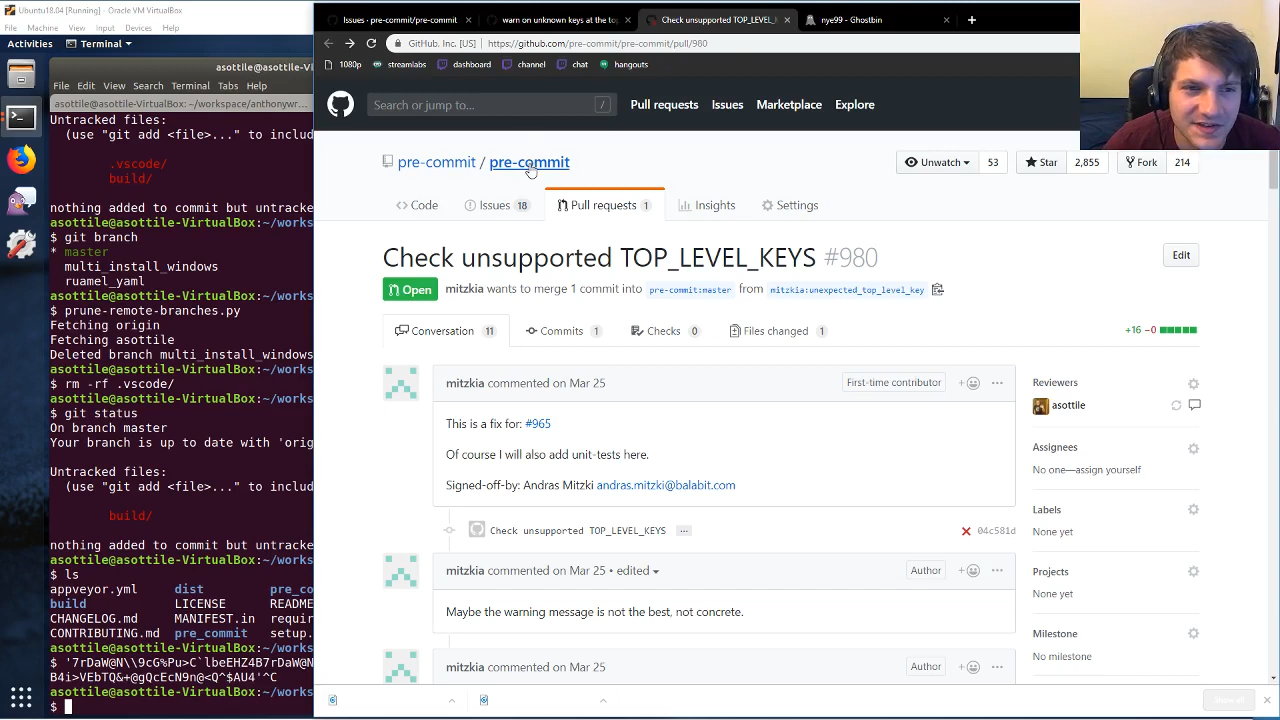 Ubuntu18.04 [Running] - Oracle VM VirtualBox
File Machine View Input Devices Help
Activities Terminal
asottile@asottile-VirtualBox:
File Edit View Search Terminal Tabs Help
asottile@asottile-VirtualBox: ~/workspace/anthonywr...
Untracked files:
(use "git add <file>..." to includ
.vscode/
build/
nothing added to commit but untracke
asottile@asottile-VirtualBox:~/works
$ git branch
* master
multi_install_windows
ruamel_yaml
asottile@asottile-VirtualBox:~/works
$ prune-remote-branches.py
Fetching origin
Fetching asottile
Deleted branch multi_install_windows
asottile@asottile-VirtualBox:~/works
$ rm -rf .vscode/
asottile@asottile-VirtualBox:~/works
$ git status
On branch master
Your branch is up to date with 'orig
Untracked files:
(use "git add <file>..." to includ
build/
nothing added to commit but untracke
asottile@asottile-VirtualBox:~/works
$ ls
appveyor.yml dist pre_co
build LICENSE README
CHANGELOG.md MANIFEST.in requir
CONTRIBUTING.md pre_commit setup.
asottile@asottile-VirtualBox:~/works
$ '7rDaW@N\\9cG%Pu>C`lbeEHZ4B7rDaW@N
B4i>VEbTQ&+@gQcEcN9n@<Q^$AU4'^C
asottile@asottile-VirtualBox:~/works
$
Issues · pre-commit/pre-commit
warn on unknown keys at the top
Check unsupported TOP_LEVEL_K
nye99 - Ghostbin
GitHub, Inc. [US] https://github.com/pre-commit/pre-commit/pull/980
1080p streamlabs dashboard channel chat hangouts
Search or jump to... /
Pull requests Issues Marketplace Explore
pre-commit / pre-commit
Unwatch 53 Star 2,855 Fork 214
Code Issues 18 Pull requests 1 Insights Settings
Check unsupported TOP_LEVEL_KEYS #980
Edit
Open mitzkia wants to merge 1 commit into pre-commit:master from mitzkia:unexpected_top_level_key
Conversation 11 Commits 1 Checks 0 Files changed 1
+16 −0
mitzkia commented on Mar 25
First-time contributor
This is a fix for: #965
Of course I will also add unit-tests here.
Signed-off-by: Andras Mitzki andras.mitzki@balabit.com
Check unsupported TOP_LEVEL_KEYS ...
04c581d
mitzkia commented on Mar 25 • edited
Author
Maybe the warning message is not the best, not concrete.
mitzkia commented on Mar 25
Author
Reviewers
asottile
Assignees
No one—assign yourself
Labels
None yet
Projects
None yet
Milestone
No milestone
Show all